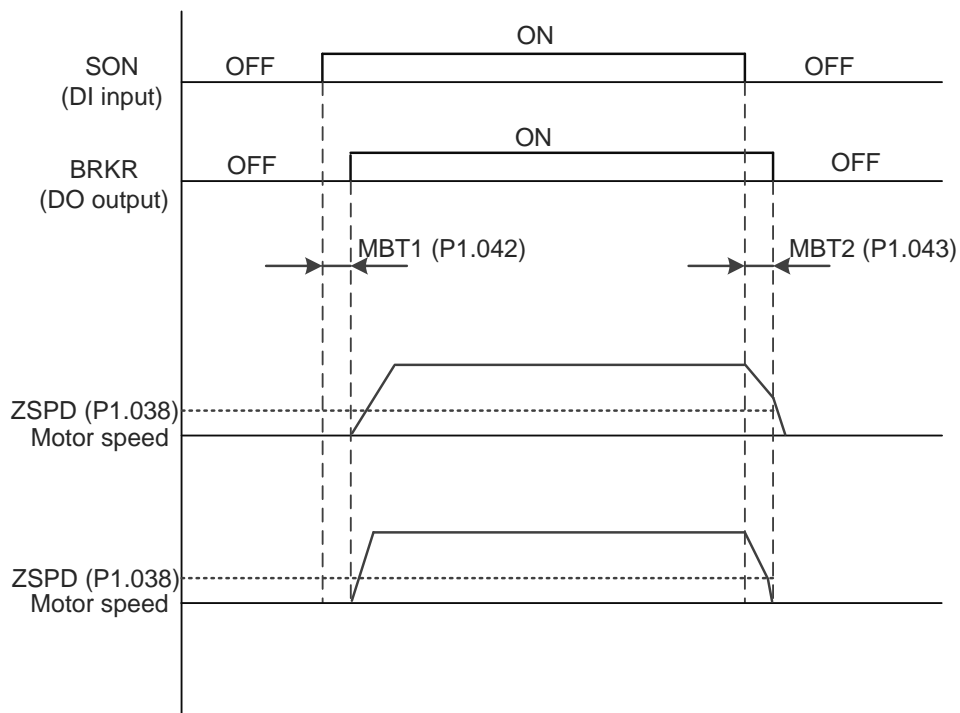 ON
SON
(DI input)
OFF
OFF
ON
BRKR
(DO output)
OFF
OFF
MBT1 (P1.042)
MBT2 (P1.043)
ZSPD (P1.038)
Motor speed
ZSPD (P1.038)
Motor speed